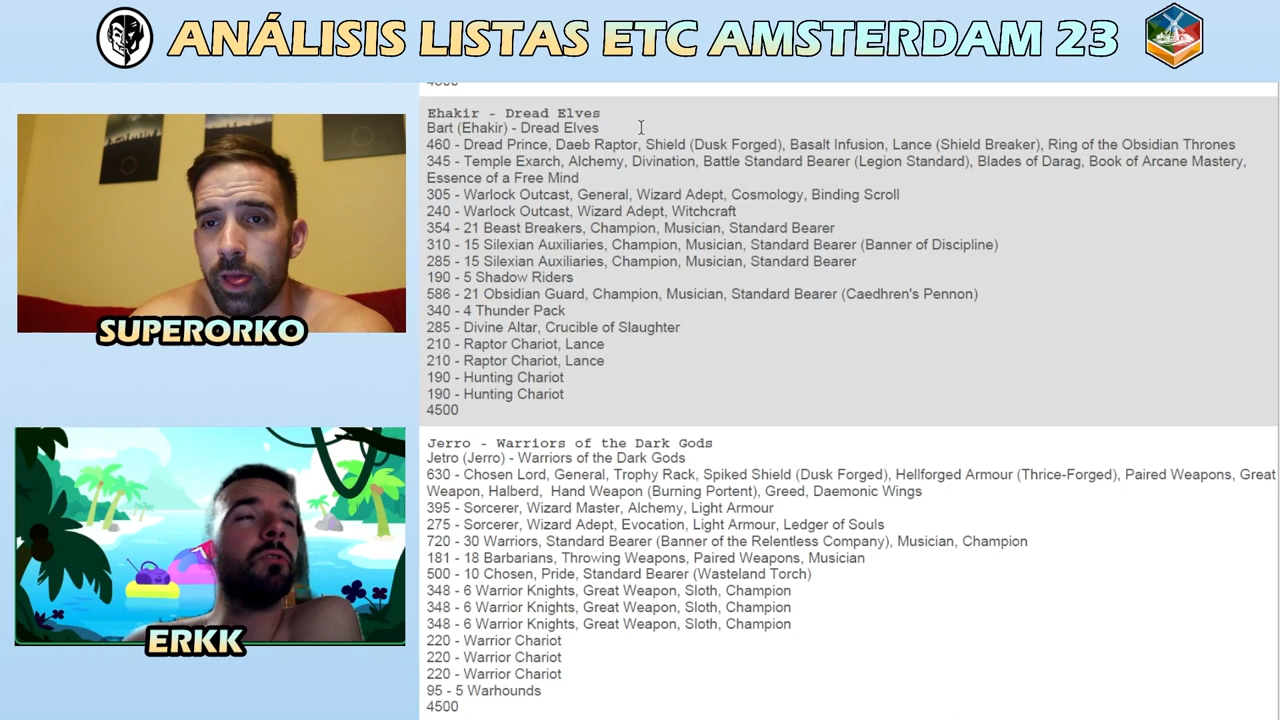 ANÁLISIS LISTAS ETC AMSTERDAM 23
Ehakir - Dread Elves
Bart (Ehakir) - Dread Elves
460 - Dread Prince, Daeb Raptor, Shield (Dusk Forged), Basalt Infusion, Lance (Shield Breaker), Ring of the Obsidian Thrones
345 - Temple Exarch, Alchemy, Divination, Battle Standard Bearer (Legion Standard), Blades of Darag, Book of Arcane Mastery,
Essence of a Free Mind
305 - Warlock Outcast, General, Wizard Adept, Cosmology, Binding Scroll
240 - Warlock Outcast, Wizard Adept, Witchcraft
354 - 21 Beast Breakers, Champion, Musician, Standard Bearer
310 - 15 Silexian Auxiliaries, Champion, Musician, Standard Bearer (Banner of Discipline)
285 - 15 Silexian Auxiliaries, Champion, Musician, Standard Bearer
190 - 5 Shadow Riders
586 - 21 Obsidian Guard, Champion, Musician, Standard Bearer (Caedhren's Pennon)
340 - 4 Thunder Pack
285 - Divine Altar, Crucible of Slaughter
210 - Raptor Chariot, Lance
210 - Raptor Chariot, Lance
190 - Hunting Chariot
190 - Hunting Chariot
4500
Jerro - Warriors of the Dark Gods
Jetro (Jerro) - Warriors of the Dark Gods
630 - Chosen Lord, General, Trophy Rack, Spiked Shield (Dusk Forged), Hellforged Armour (Thrice-Forged), Paired Weapons, Great
Weapon, Halberd, Hand Weapon (Burning Portent), Greed, Daemonic Wings
395 - Sorcerer, Wizard Master, Alchemy, Light Armour
275 - Sorcerer, Wizard Adept, Evocation, Light Armour, Ledger of Souls
720 - 30 Warriors, Standard Bearer (Banner of the Relentless Company), Musician, Champion
181 - 18 Barbarians, Throwing Weapons, Paired Weapons, Musician
500 - 10 Chosen, Pride, Standard Bearer (Wasteland Torch)
348 - 6 Warrior Knights, Great Weapon, Sloth, Champion
348 - 6 Warrior Knights, Great Weapon, Sloth, Champion
348 - 6 Warrior Knights, Great Weapon, Sloth, Champion
220 - Warrior Chariot
220 - Warrior Chariot
220 - Warrior Chariot
95 - 5 Warhounds
4500
SUPERORKO
ERKK